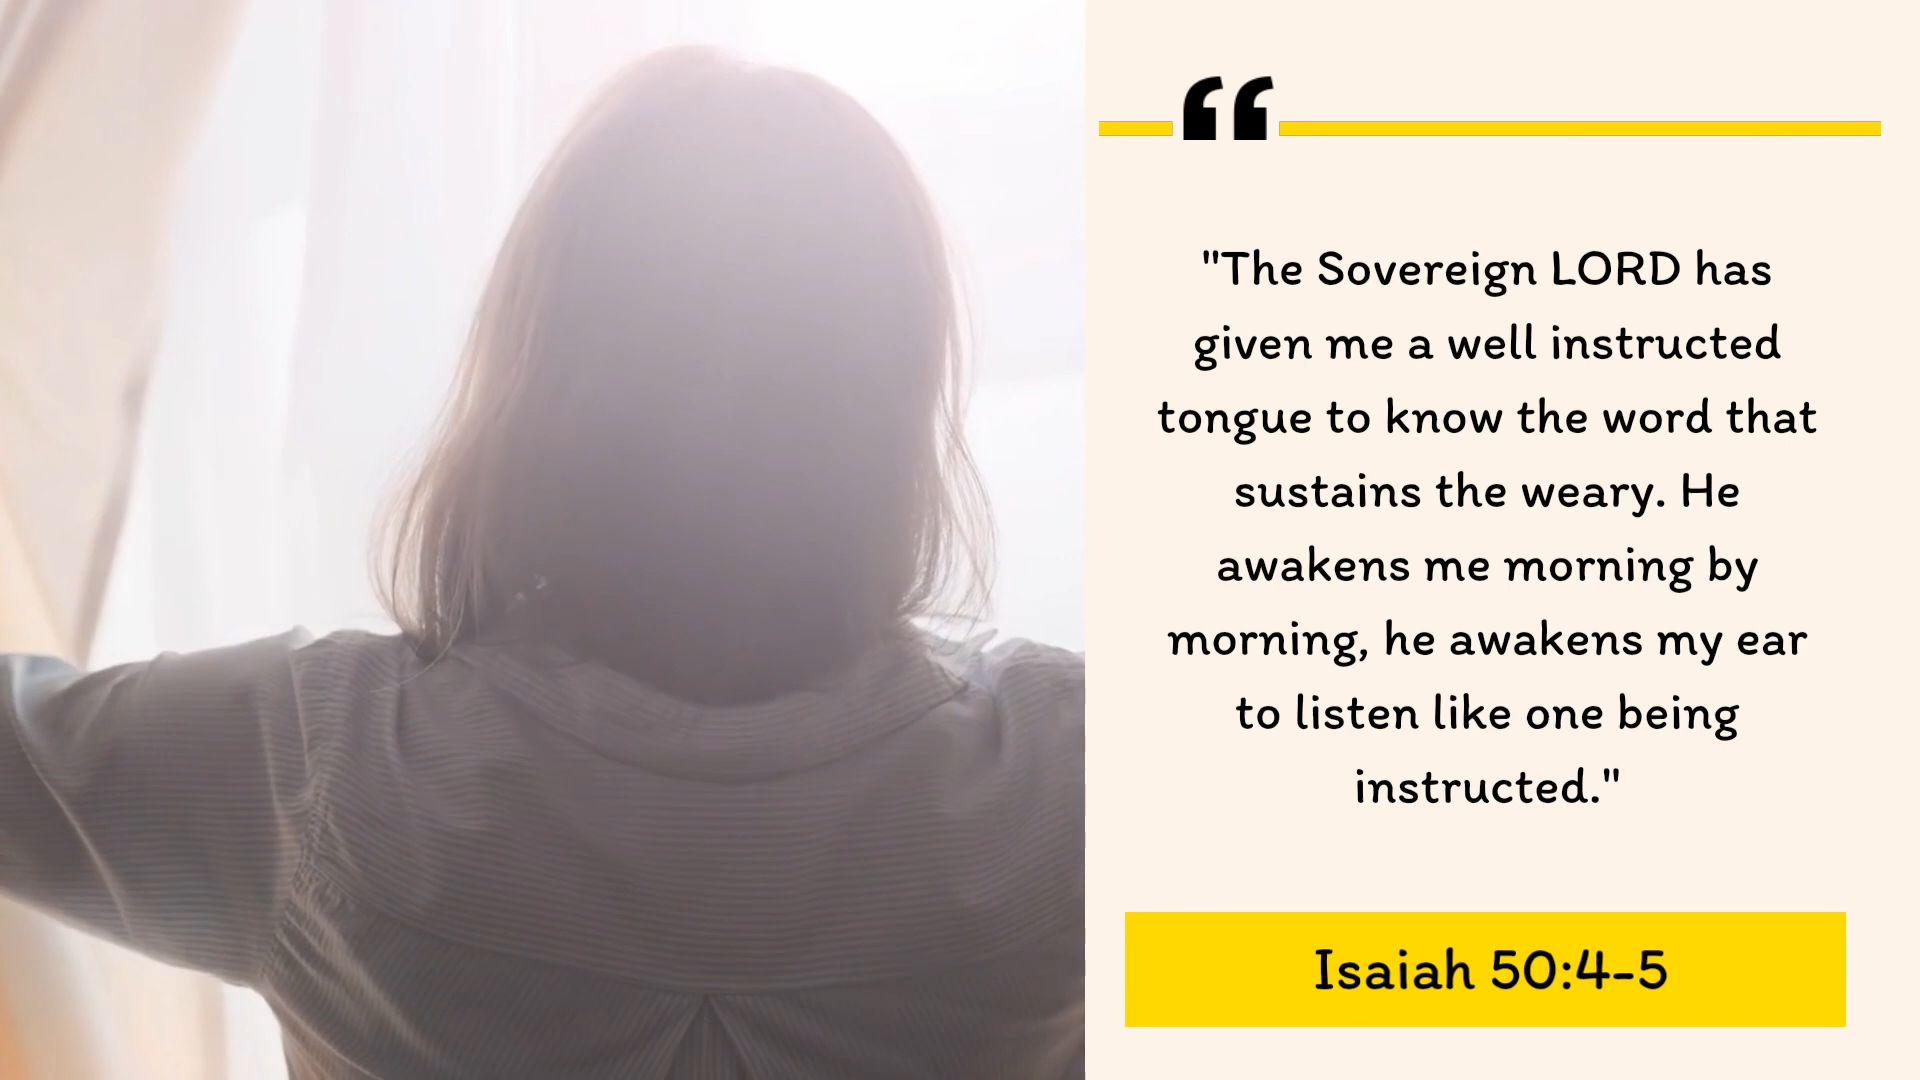 "The Sovereign LORD has
given me a well instructed
tongue to know the word that
sustains the weary. He
awakens me morning by
morning, he awakens my ear
to listen like one being
instructed."
Isaiah 50:4-5